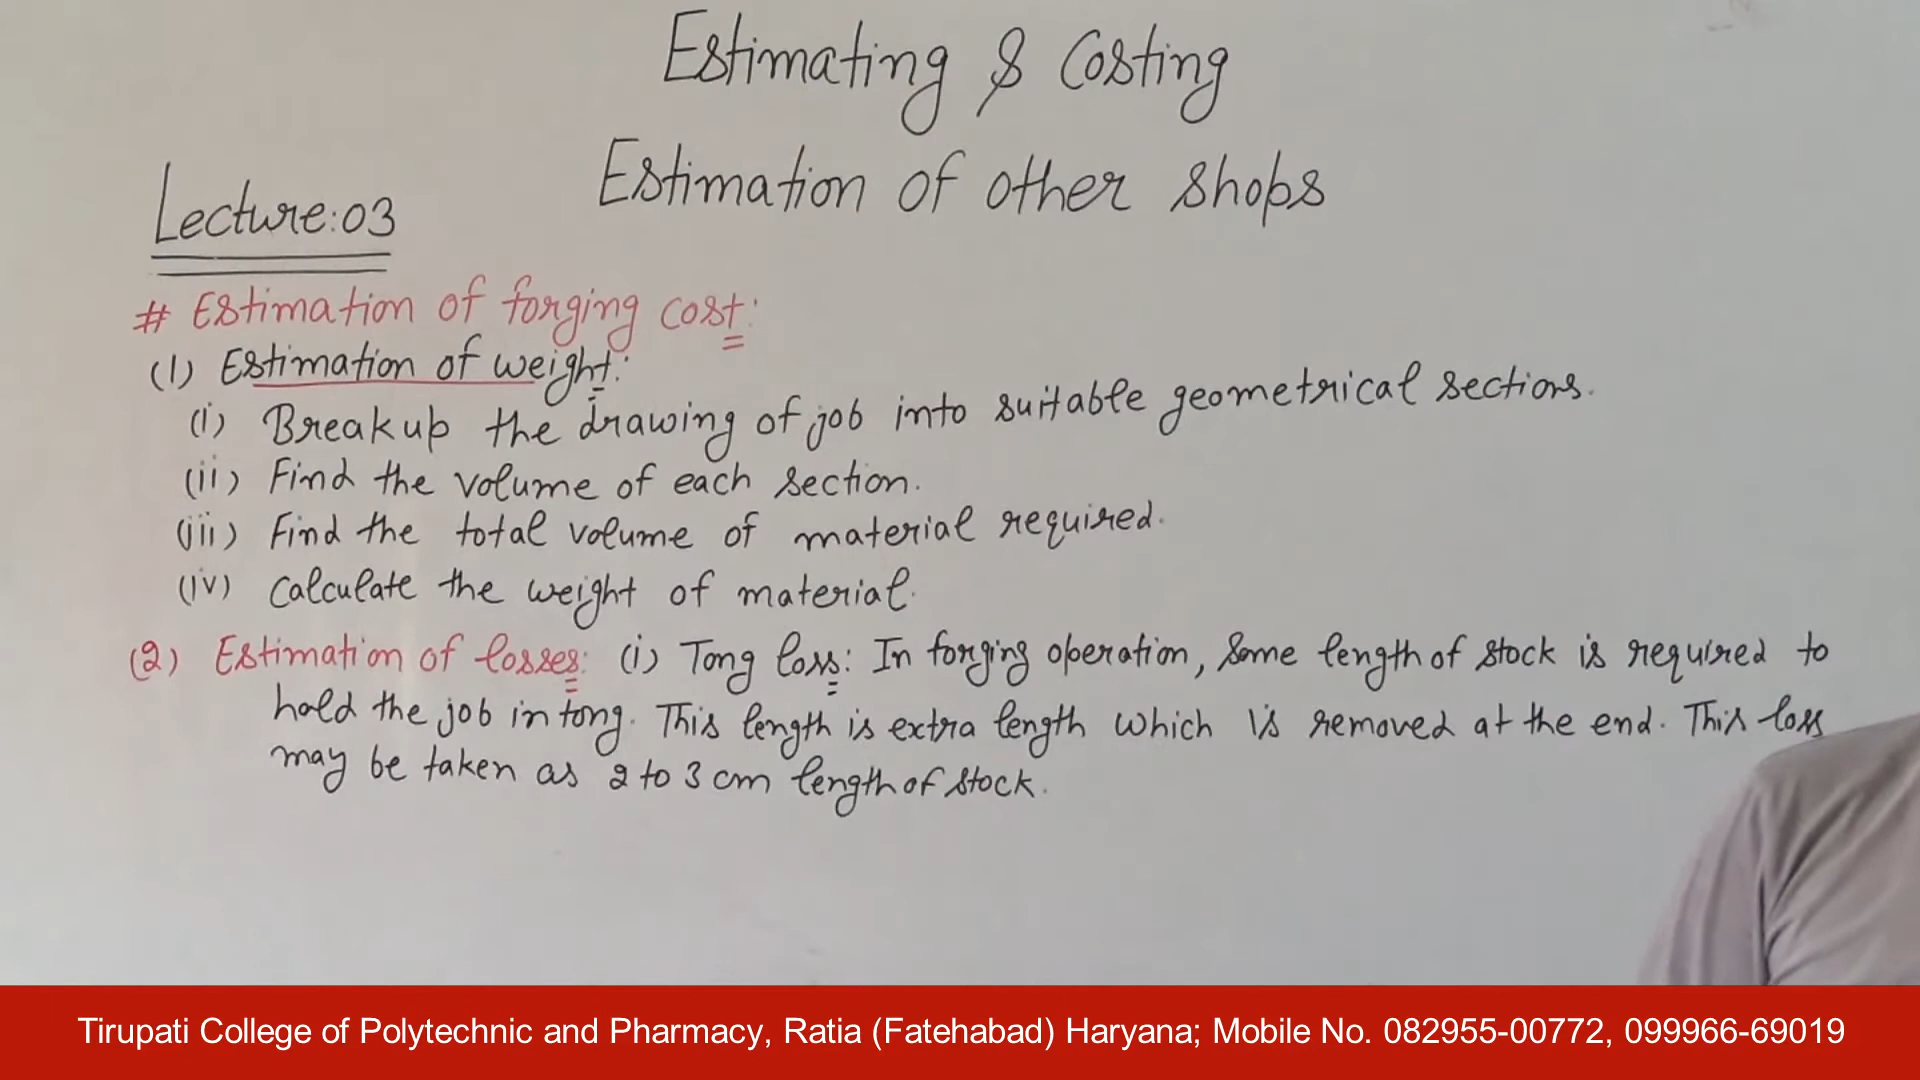 Estimating & Costing
Estimation of other shops
Lecture:03
# Estimation of forging cost:
(1) Estimation of weight:
(i) Breakup the drawing of job into suitable geometrical sections.
(ii) Find the volume of each section.
(iii) Find the total volume of material required.
(iv) Calculate the weight of material.
(2) Estimation of losses: (i) Tong loss: In forging operation, some length of stock is required to
hold the job in tong. This length is extra length which is removed at the end. This loss
may be taken as 2 to 3 cm length of stock.
Tirupati College of Polytechnic and Pharmacy, Ratia (Fatehabad) Haryana; Mobile No. 082955-00772, 099966-69019